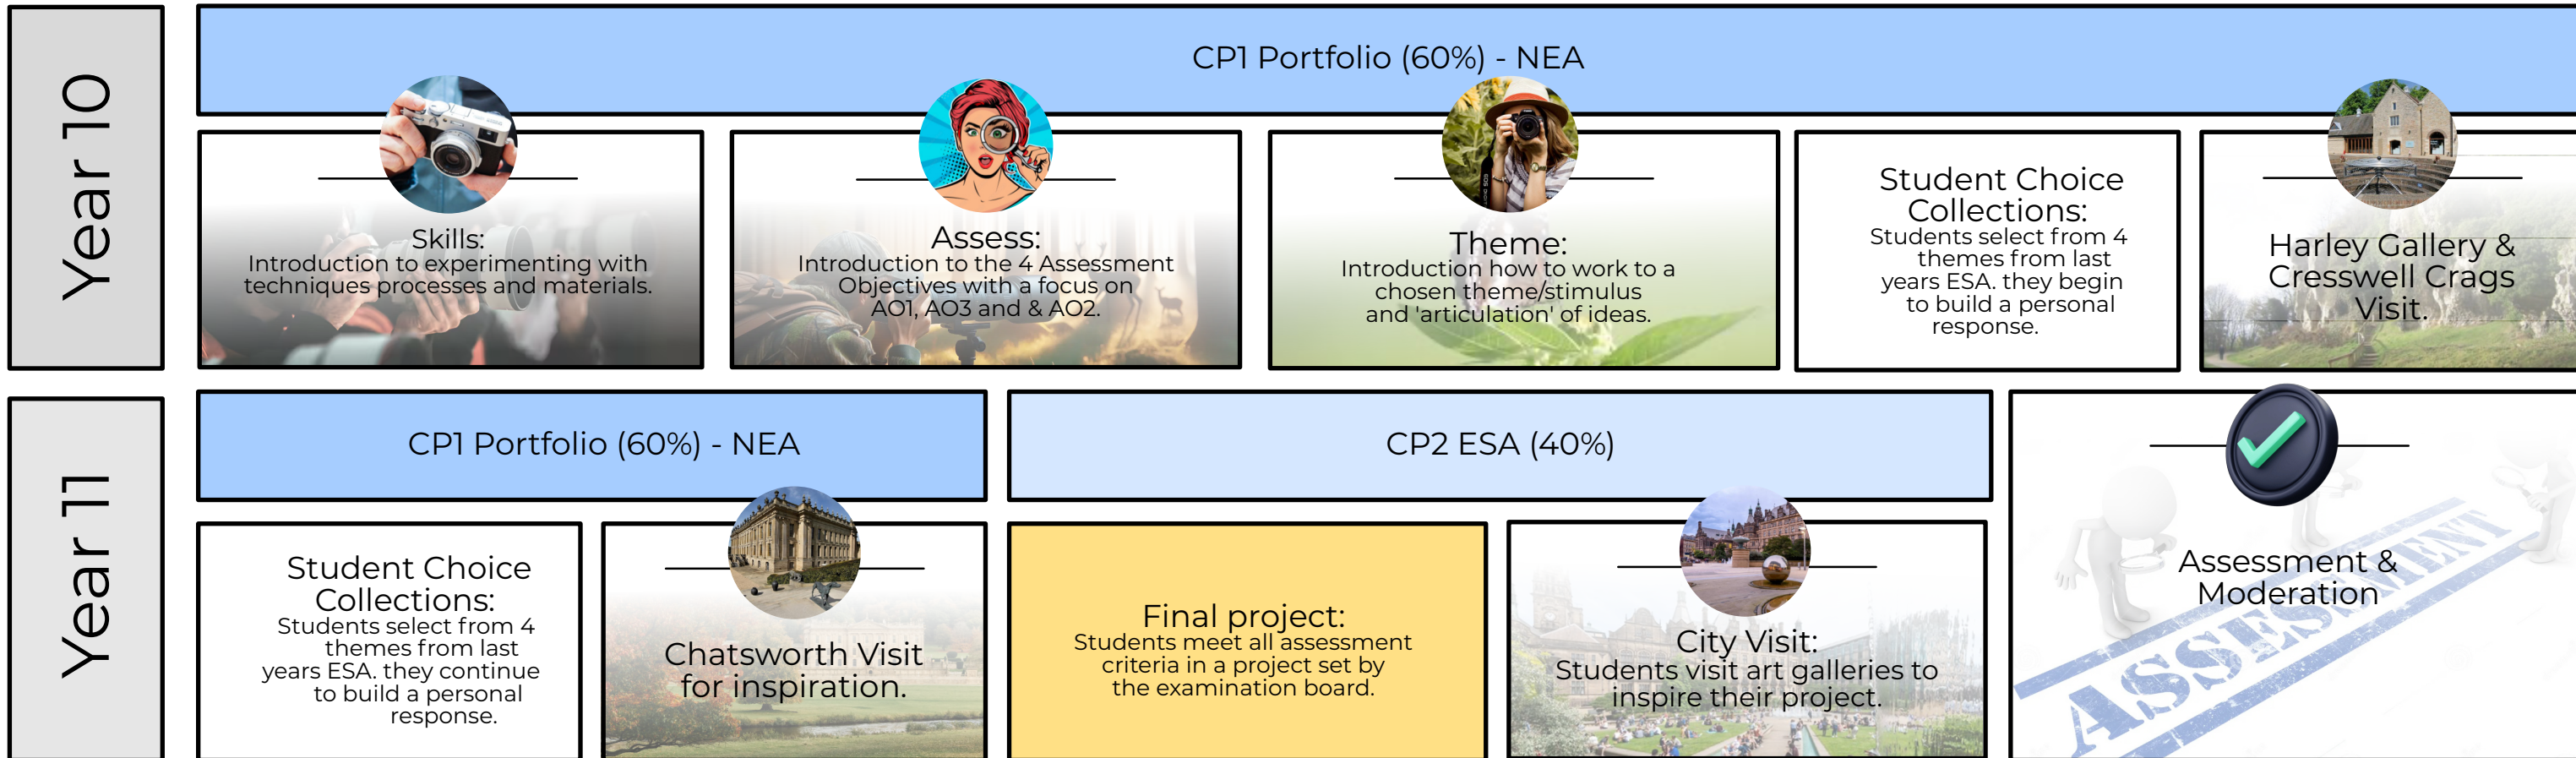 Year 10
CP1 Portfolio (60%) - NEA
Skills:
Introduction to experimenting with
techniques processes and materials.
Assess:
Introduction to the 4 Assessment
Objectives with a focus on
AO1, AO3 and & AO2.
Theme:
Introduction how to work to a
chosen theme/stimulus
and 'articulation' of ideas.
Student Choice
Collections:
Students select from 4
themes from last
years ESA. they begin
to build a personal
response.
Harley Gallery &
Cresswell Crags
Visit.
Year 11
CP1 Portfolio (60%) - NEA
Student Choice
Collections:
Students select from 4
themes from last
years ESA. they continue
to build a personal
response.
Chatsworth Visit
for inspiration.
CP2 ESA (40%)
Final project:
Students meet all assessment
criteria in a project set by
the examination board.
City Visit:
Students visit art galleries to
inspire their project.
Assessment &
Moderation
ASSESSMENT